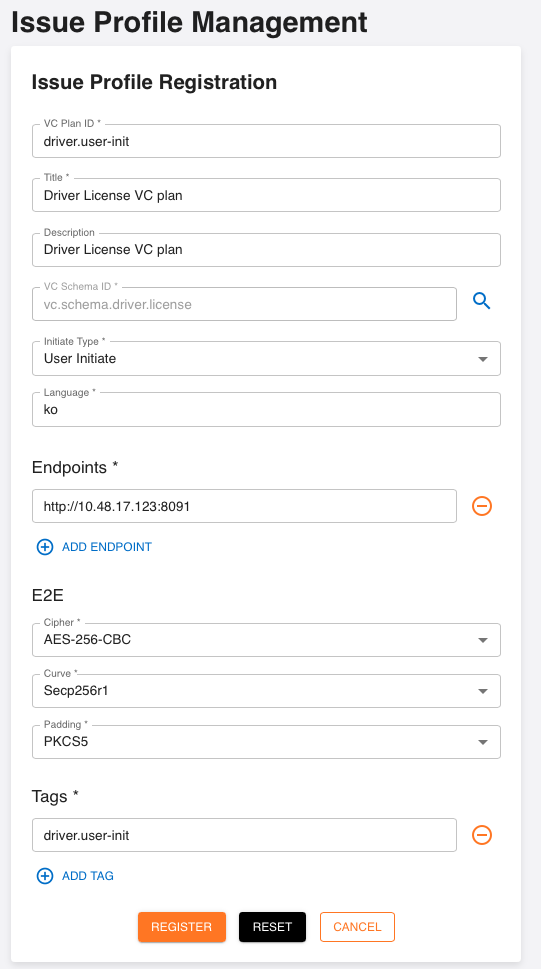 Issue Profile Management
Issue Profile Registration
VC Plan ID *
driver.user-init
Title *
Driver License VC plan
Description
Driver License VC plan
VC Schema ID *
vc.schema.driver.license
Initiate Type *
User Initiate
Language *
ko
Endpoints *
http://10.48.17.123:8091
ADD ENDPOINT
E2E
Cipher *
AES-256-CBC
Curve *
Secp256r1
Padding *
PKCS5
Tags *
driver.user-init
ADD TAG
REGISTER RESET CANCEL